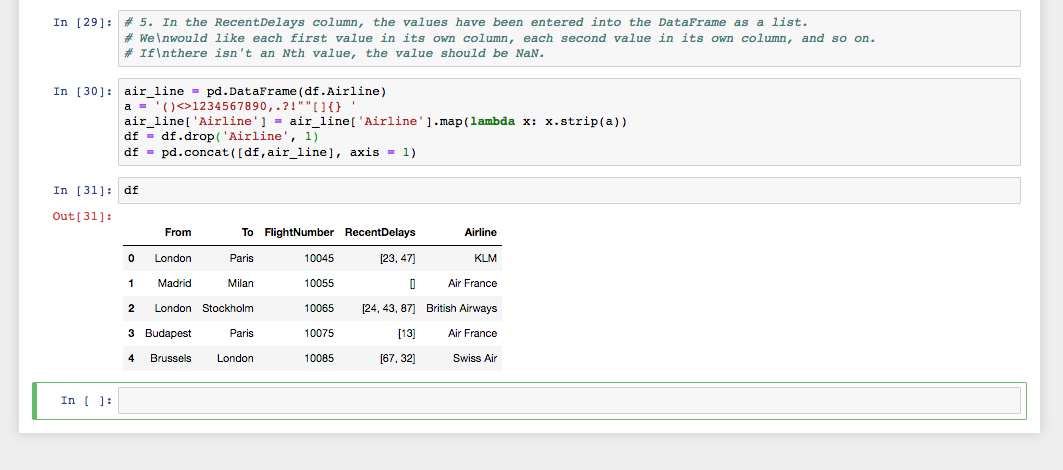 In [29]: # 5. In the RecentDelays column, the values have been entered into the DataFrame as a list.
# We\nwould like each first value in its own column, each second value in its own column, and so on.
# If\nthere isn't an Nth value, the value should be NaN.
In [30]: air_line = pd.DataFrame(df.Airline)
a = '()<>1234567890,.?!""[]{} '
air_line['Airline'] = air_line['Airline'].map(lambda x: x.strip(a))
df = df.drop('Airline', 1)
df = pd.concat([df,air_line], axis = 1)
In [31]: df
Out[31]:
From To FlightNumber RecentDelays Airline
0 London Paris 10045 [23, 47] KLM
1 Madrid Milan 10055 [] Air France
2 London Stockholm 10065 [24, 43, 87] British Airways
3 Budapest Paris 10075 [13] Air France
4 Brussels London 10085 [67, 32] Swiss Air
In [ ]: